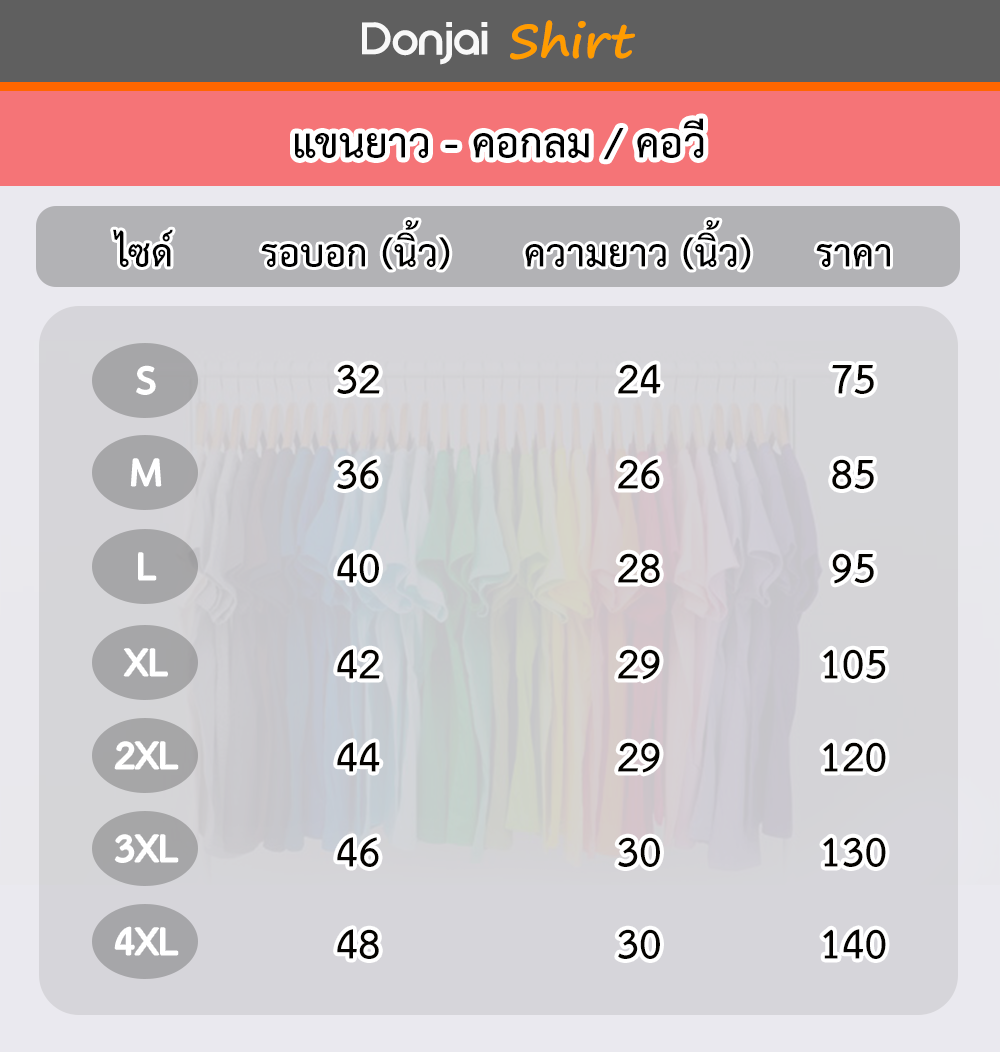 Donjai Shirt
แขนยาว - คอกลม / คอวี
ไซด์ รอบอก (นิ้ว) ความยาว (นิ้ว) ราคา
S 32 24 75
M 36 26 85
L 40 28 95
XL 42 29 105
2XL 44 29 120
3XL 46 30 130
4XL 48 30 140